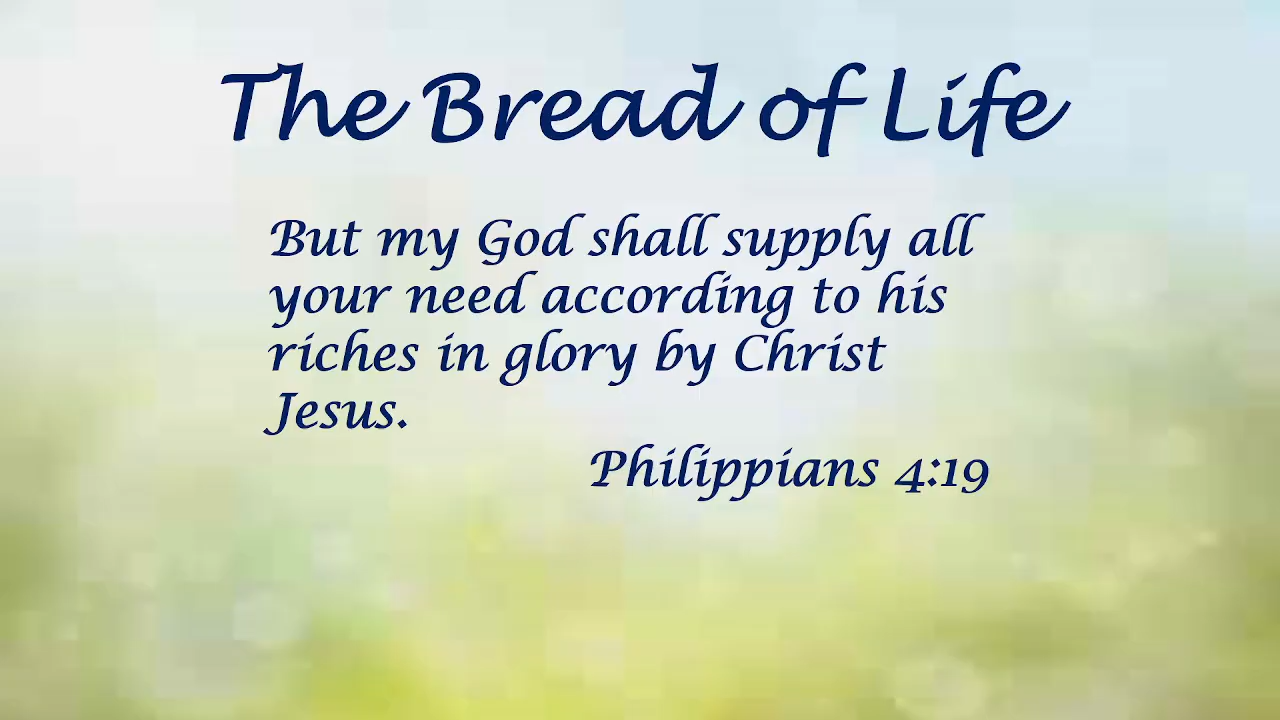 The Bread of Life
But my God shall supply all
your need according to his
riches in glory by Christ
Jesus.
Philippians 4:19